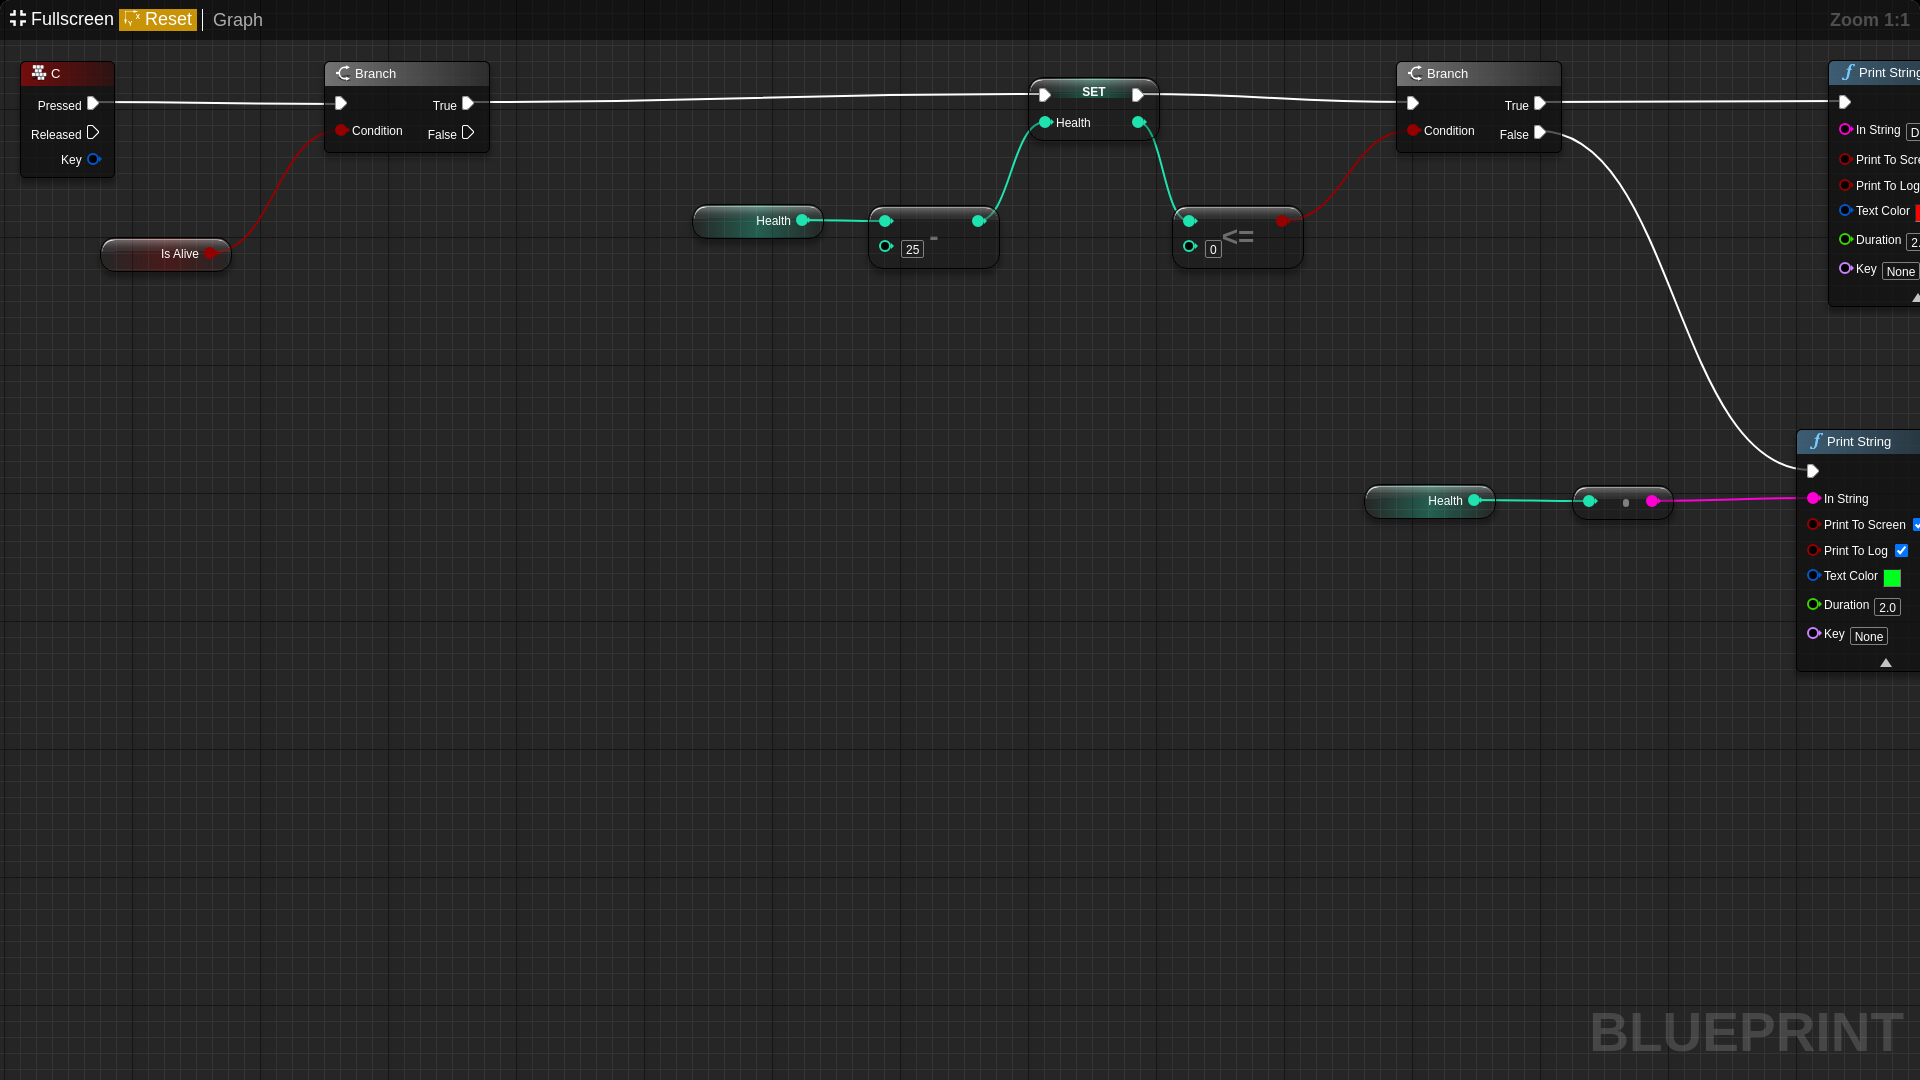 Fullscreen Reset Graph Zoom 1:1
C
Pressed
Released
Key
Branch
True
Condition
False
Is Alive
SET
Health
Health
25 -
0 <=
Branch
True
Condition
False
Print String
In String D
Print To Scre
Print To Log
Text Color
Duration 2.
Key None
Health
Print String
In String
Print To Screen
Print To Log
Text Color
Duration 2.0
Key None
BLUEPRINT